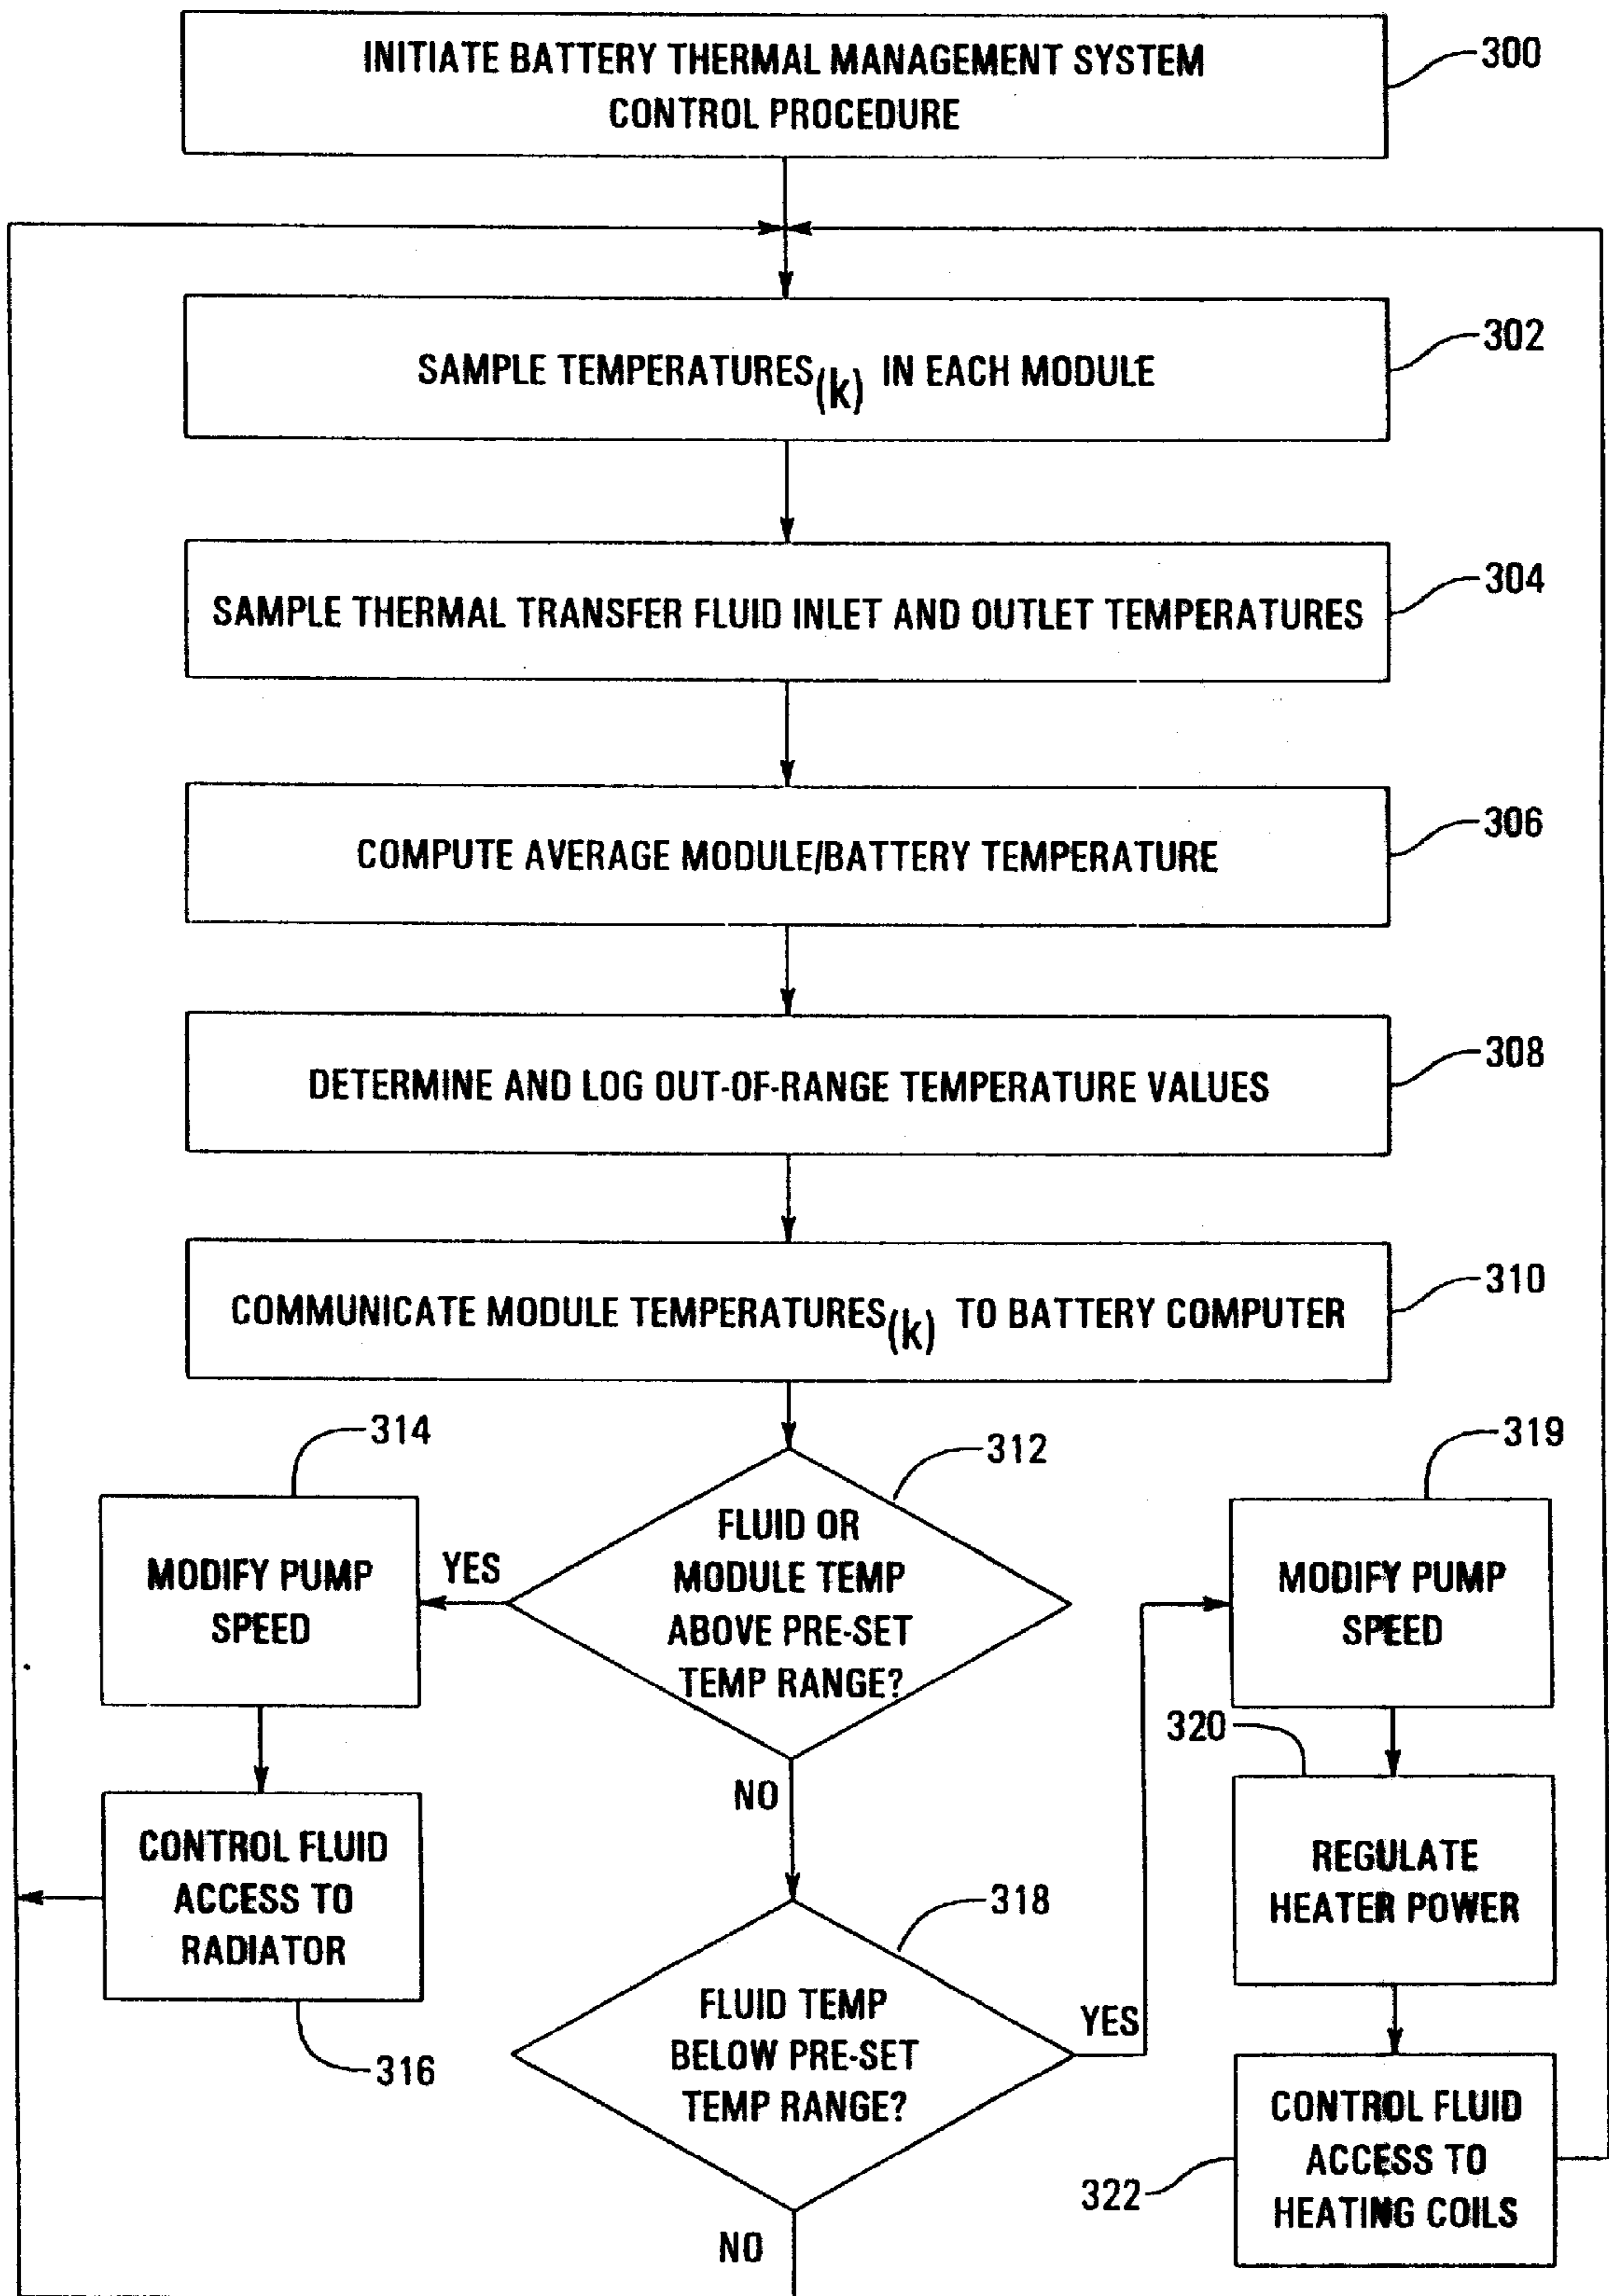 INITIATE BATTERY THERMAL MANAGEMENT SYSTEM
CONTROL PROCEDURE
300
SAMPLE TEMPERATURES(k) IN EACH MODULE
302
SAMPLE THERMAL TRANSFER FLUID INLET AND OUTLET TEMPERATURES
304
COMPUTE AVERAGE MODULE/BATTERY TEMPERATURE
306
DETERMINE AND LOG OUT-OF-RANGE TEMPERATURE VALUES
308
COMMUNICATE MODULE TEMPERATURES(k) TO BATTERY COMPUTER
310
312
FLUID OR
MODULE TEMP
ABOVE PRE-SET
TEMP RANGE?
YES
314
MODIFY PUMP
SPEED
CONTROL FLUID
ACCESS TO
RADIATOR
316
NO
318
FLUID TEMP
BELOW PRE-SET
TEMP RANGE?
YES
319
MODIFY PUMP
SPEED
320
REGULATE
HEATER POWER
CONTROL FLUID
ACCESS TO
HEATING COILS
322
NO